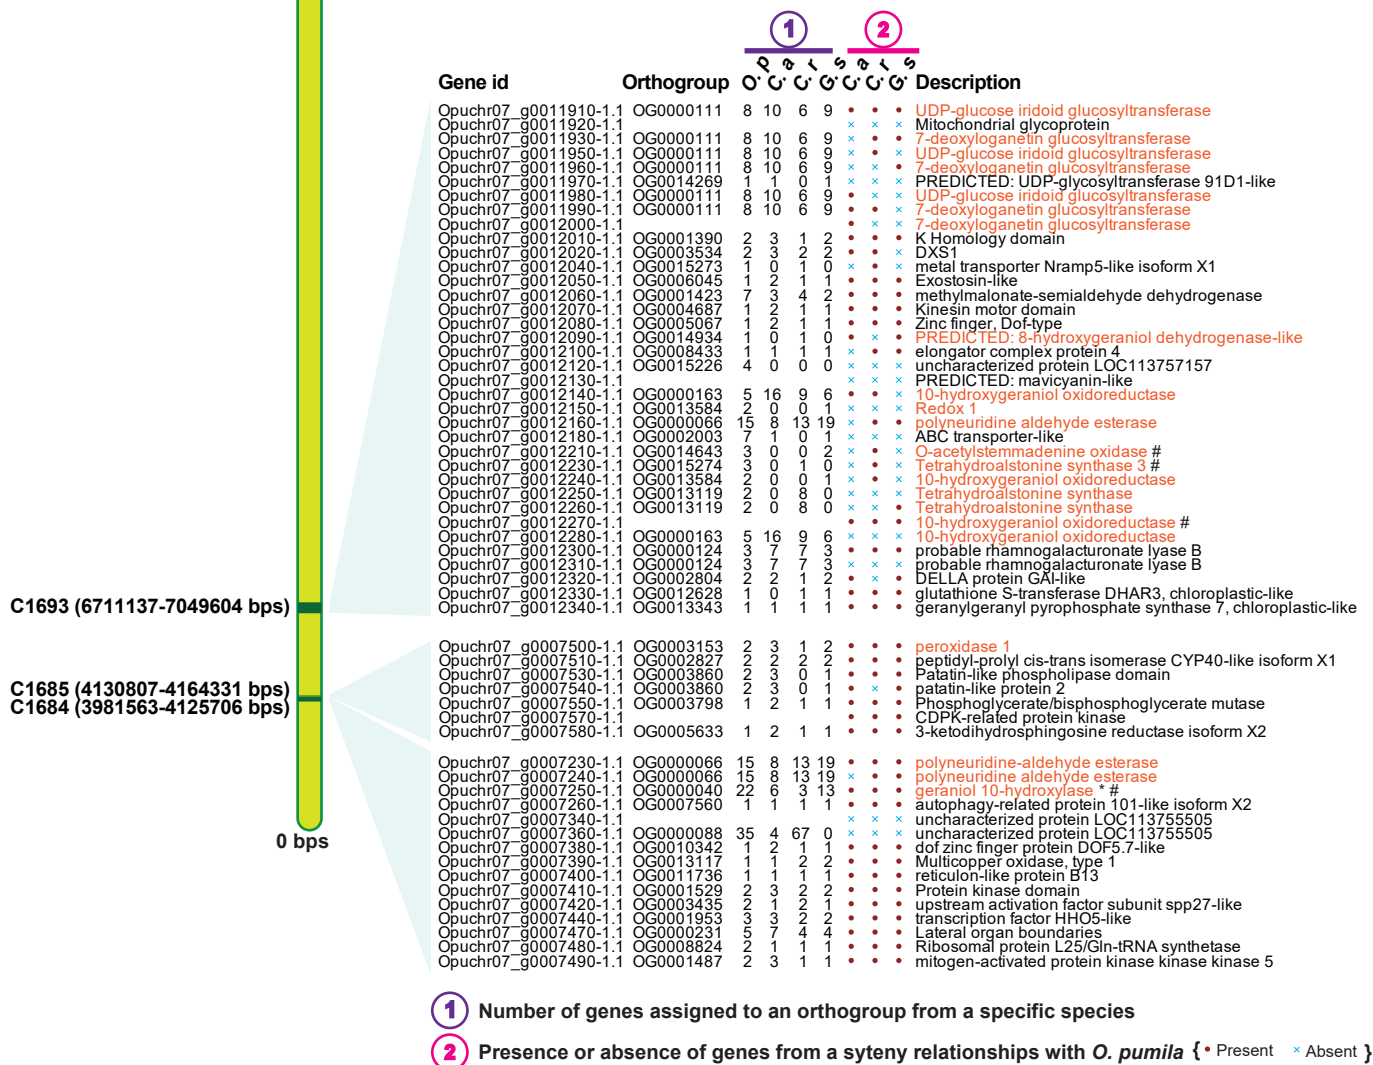 1 2
O. p C. a C. r G. s C. a C. r G. s
Gene id Orthogroup Description
Opuchr07_g0011910-1.1 OG0000111 8 10 6 9 • • • UDP-glucose iridoid glucosyltransferase
Opuchr07_g0011920-1.1 × × × Mitochondrial glycoprotein
Opuchr07_g0011930-1.1 OG0000111 8 10 6 9 × • • 7-deoxyloganetin glucosyltransferase
Opuchr07_g0011950-1.1 OG0000111 8 10 6 9 × • × UDP-glucose iridoid glucosyltransferase
Opuchr07_g0011960-1.1 OG0000111 8 10 6 9 × × • 7-deoxyloganetin glucosyltransferase
Opuchr07_g0011970-1.1 OG0014269 1 1 0 1 × × × PREDICTED: UDP-glycosyltransferase 91D1-like
Opuchr07_g0011980-1.1 OG0000111 8 10 6 9 • × × UDP-glucose iridoid glucosyltransferase
Opuchr07_g0011990-1.1 OG0000111 8 10 6 9 • • × 7-deoxyloganetin glucosyltransferase
Opuchr07_g0012000-1.1 • × × 7-deoxyloganetin glucosyltransferase
Opuchr07_g0012010-1.1 OG0001390 2 3 1 2 • • • K Homology domain
Opuchr07_g0012020-1.1 OG0003534 2 3 2 2 • • × DXS1
Opuchr07_g0012040-1.1 OG0015273 1 0 1 0 × • × metal transporter Nramp5-like isoform X1
Opuchr07_g0012050-1.1 OG0006045 1 2 1 1 • • • Exostosin-like
Opuchr07_g0012060-1.1 OG0001423 7 3 4 2 • • • methylmalonate-semialdehyde dehydrogenase
Opuchr07_g0012070-1.1 OG0004687 1 2 1 1 • • • Kinesin motor domain
Opuchr07_g0012080-1.1 OG0005067 1 2 1 1 • • • Zinc finger, Dof-type
Opuchr07_g0012090-1.1 OG0014934 1 0 1 0 • × • PREDICTED: 8-hydroxygeraniol dehydrogenase-like
Opuchr07_g0012100-1.1 OG0008433 1 1 1 1 × • • elongator complex protein 4
Opuchr07_g0012120-1.1 OG0015226 4 0 0 0 × × × uncharacterized protein LOC113757157
Opuchr07_g0012130-1.1 × × × PREDICTED: mavicyanin-like
Opuchr07_g0012140-1.1 OG0000163 5 16 9 6 • • × 10-hydroxygeraniol oxidoreductase
Opuchr07_g0012150-1.1 OG0013584 2 0 0 1 × × × Redox 1
Opuchr07_g0012160-1.1 OG0000066 15 8 13 19 × • • polyneuridine aldehyde esterase
Opuchr07_g0012180-1.1 OG0002003 7 1 0 1 × × × ABC transporter-like
Opuchr07_g0012210-1.1 OG0014643 3 0 0 2 × • × O-acetylstemmadenine oxidase #
Opuchr07_g0012230-1.1 OG0015274 3 0 1 0 × • × Tetrahydroalstonine synthase 3 #
Opuchr07_g0012240-1.1 OG0013584 2 0 0 1 × • × 10-hydroxygeraniol oxidoreductase
Opuchr07_g0012250-1.1 OG0013119 2 0 8 0 × × × Tetrahydroalstonine synthase
Opuchr07_g0012260-1.1 OG0013119 2 0 8 0 × × • Tetrahydroalstonine synthase
Opuchr07_g0012270-1.1 • • • 10-hydroxygeraniol oxidoreductase #
Opuchr07_g0012280-1.1 OG0000163 5 16 9 6 × × × 10-hydroxygeraniol oxidoreductase
Opuchr07_g0012300-1.1 OG0000124 3 7 7 3 • • • probable rhamnogalacturonate lyase B
Opuchr07_g0012310-1.1 OG0000124 3 7 7 3 × × × probable rhamnogalacturonate lyase B
Opuchr07_g0012320-1.1 OG0002804 2 2 1 2 • × • DELLA protein GAI-like
Opuchr07_g0012330-1.1 OG0012628 1 0 1 1 • • • glutathione S-transferase DHAR3, chloroplastic-like
Opuchr07_g0012340-1.1 OG0013343 1 1 1 1 • • • geranylgeranyl pyrophosphate synthase 7, chloroplastic-like
C1693 (6711137-7049604 bps)
Opuchr07_g0007500-1.1 OG0003153 2 3 1 2 • • • peroxidase 1
Opuchr07_g0007510-1.1 OG0002827 2 2 2 2 • • • peptidyl-prolyl cis-trans isomerase CYP40-like isoform X1
Opuchr07_g0007530-1.1 OG0003860 2 3 0 1 • • • Patatin-like phospholipase domain
Opuchr07_g0007540-1.1 OG0003860 2 3 0 1 • × • patatin-like protein 2
Opuchr07_g0007550-1.1 OG0003798 1 2 1 1 • • • Phosphoglycerate/bisphosphoglycerate mutase
Opuchr07_g0007570-1.1 • • • CDPK-related protein kinase
Opuchr07_g0007580-1.1 OG0005633 1 2 1 1 • • • 3-ketodihydrosphingosine reductase isoform X2
C1685 (4130807-4164331 bps)
C1684 (3981563-4125706 bps)
Opuchr07_g0007230-1.1 OG0000066 15 8 13 19 • • • polyneuridine-aldehyde esterase
Opuchr07_g0007240-1.1 OG0000066 15 8 13 19 × • • polyneuridine aldehyde esterase
Opuchr07_g0007250-1.1 OG0000040 22 6 3 13 • • • geraniol 10-hydroxylase * #
Opuchr07_g0007260-1.1 OG0007560 1 1 1 1 • • • autophagy-related protein 101-like isoform X2
Opuchr07_g0007340-1.1 × × × uncharacterized protein LOC113755505
Opuchr07_g0007360-1.1 OG0000088 35 4 67 0 × × × uncharacterized protein LOC113755505
Opuchr07_g0007380-1.1 OG0010342 1 2 1 1 • • • dof zinc finger protein DOF5.7-like
Opuchr07_g0007390-1.1 OG0013117 1 1 2 2 • • • Multicopper oxidase, type 1
Opuchr07_g0007400-1.1 OG0011736 1 1 1 1 • • • reticulon-like protein B13
Opuchr07_g0007410-1.1 OG0001529 2 3 2 2 • • • Protein kinase domain
Opuchr07_g0007420-1.1 OG0003435 2 1 2 1 • • • upstream activation factor subunit spp27-like
Opuchr07_g0007440-1.1 OG0001953 3 3 2 2 • • • transcription factor HHO5-like
Opuchr07_g0007470-1.1 OG0000231 5 7 4 4 • • • Lateral organ boundaries
Opuchr07_g0007480-1.1 OG0008824 2 1 1 1 • • • Ribosomal protein L25/Gln-tRNA synthetase
Opuchr07_g0007490-1.1 OG0001487 2 3 1 1 • • • mitogen-activated protein kinase kinase kinase 5
0 bps
1 Number of genes assigned to an orthogroup from a specific species
2 Presence or absence of genes from a syteny relationships with O. pumila { • Present × Absent }